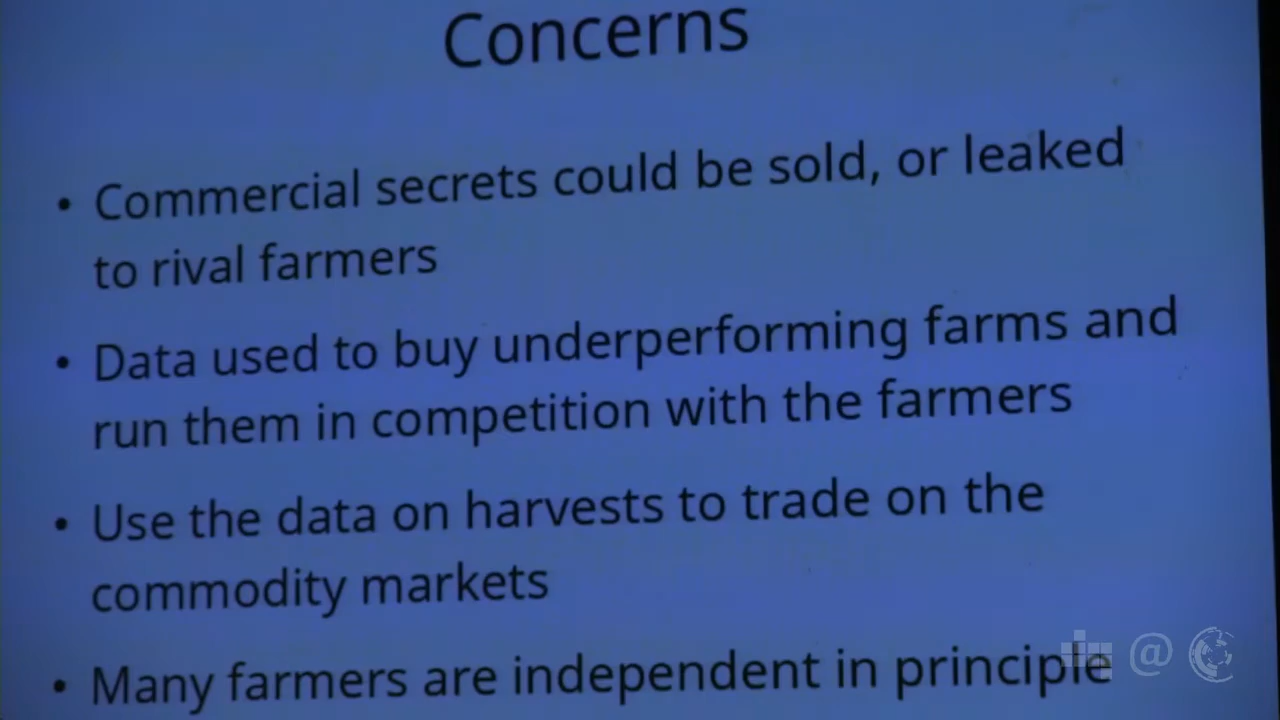 Concerns
• Commercial secrets could be sold, or leaked
to rival farmers
• Data used to buy underperforming farms and
run them in competition with the farmers
• Use the data on harvests to trade on the
commodity markets
• Many farmers are independent in principle
@